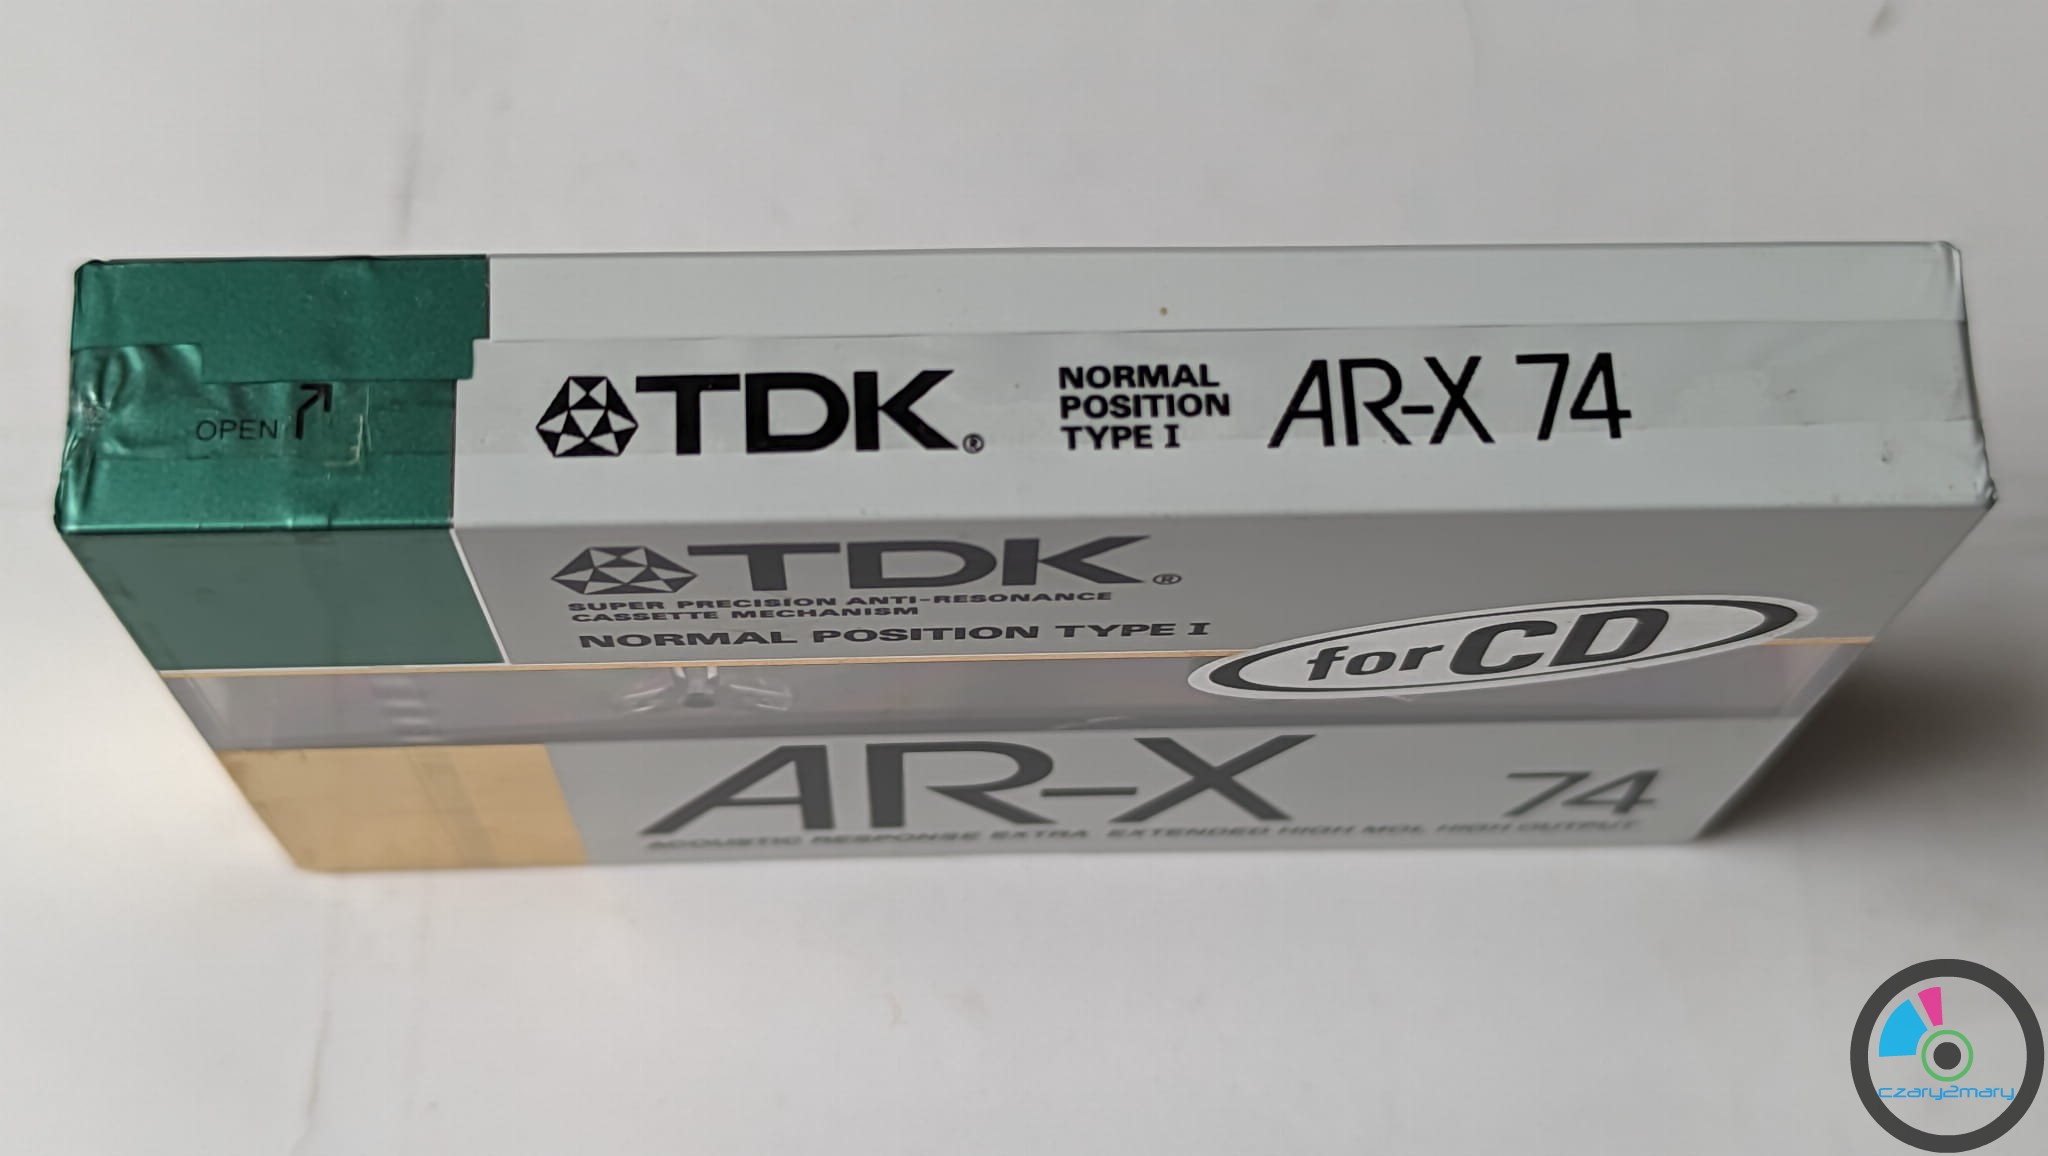 OPEN
TDK®
NORMAL
POSITION
TYPE I
AR-X 74
TDK®
SUPER PRECISION ANTI-RESONANCE
CASSETTE MECHANISM
NORMAL POSITION TYPE I
for CD
AR-X 74
ACOUSTIC RESPONSE EXTRA EXTENDED HIGH MOL HIGH OUTPUT
czary2mary